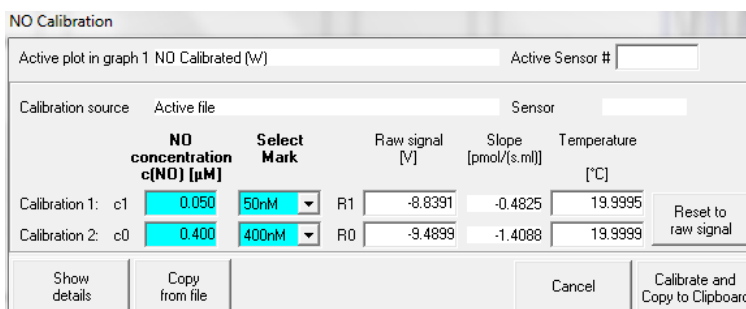 NO Calibration
Active plot in graph 1 NO Calibrated (W) Active Sensor #
Calibration source Active file Sensor
NO concentration c(NO) [µM] Select Mark Raw signal [V] Slope [pmol/(s.ml)] Temperature [°C]
Calibration 1: c1 0.050 50nM R1 -8.8391 -0.4825 19.9995
Calibration 2: c0 0.400 400nM R0 -9.4899 -1.4088 19.9999
Reset to
raw signal
Show
details
Copy
from file
Cancel
Calibrate and
Copy to Clipboard